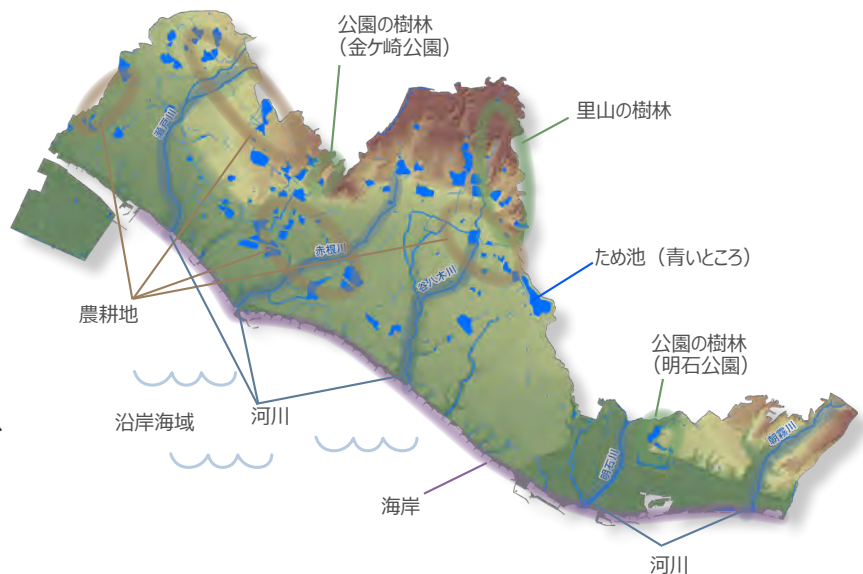 公園の樹林
（金ケ崎公園）
里山の樹林
瀬戸川
赤根川
谷八木川
ため池（青いところ）
農耕地
公園の樹林
（明石公園）
河川
沿岸海域
朝霧川
明石川
海岸
河川